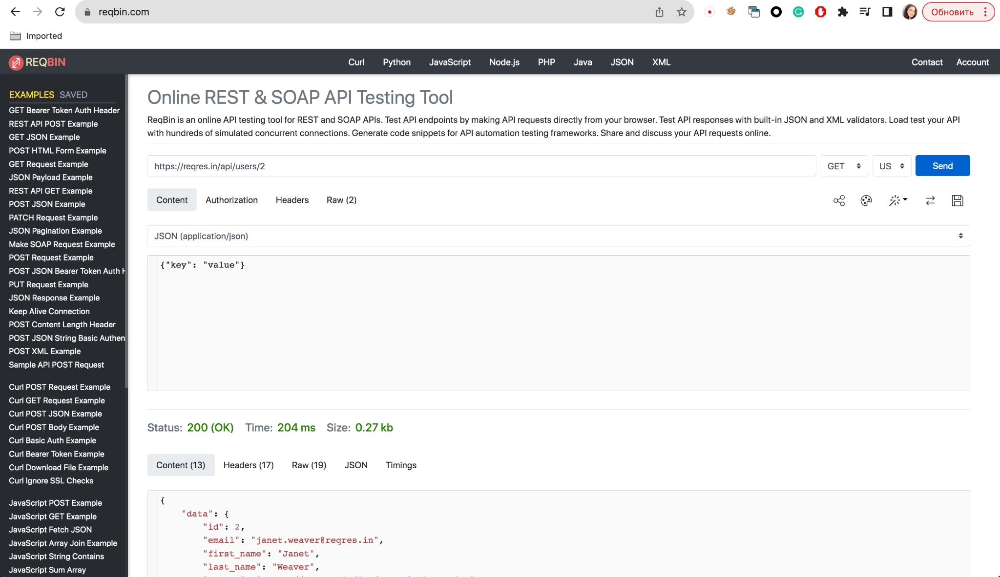 reqbin.com
Обновить
Imported
REQBIN
Curl Python JavaScript Node.js PHP Java JSON XML
Contact Account
EXAMPLES SAVED
GET Bearer Token Auth Header
REST API POST Example
GET JSON Example
POST HTML Form Example
GET Request Example
JSON Payload Example
REST API GET Example
POST JSON Example
PATCH Request Example
JSON Pagination Example
Make SOAP Request Example
POST Request Example
POST JSON Bearer Token Auth H
PUT Request Example
JSON Response Example
Keep Alive Connection
POST Content Length Header
POST JSON String Basic Authen
POST XML Example
Sample API POST Request
Curl POST Request Example
Curl GET Request Example
Curl POST JSON Example
Curl POST Body Example
Curl Basic Auth Example
Curl Bearer Token Example
Curl Download File Example
Curl Ignore SSL Checks
JavaScript POST Example
JavaScript GET Example
JavaScript Fetch JSON
JavaScript Array Join Example
JavaScript String Contains
JavaScript Sum Array
Online REST & SOAP API Testing Tool
ReqBin is an online API testing tool for REST and SOAP APIs. Test API endpoints by making API requests directly from your browser. Test API responses with built-in JSON and XML validators. Load test your API
with hundreds of simulated concurrent connections. Generate code snippets for API automation testing frameworks. Share and discuss your API requests online.
https://reqres.in/api/users/2 GET US Send
Content Authorization Headers Raw (2)
JSON (application/json)
{"key": "value"}
Status: 200 (OK) Time: 204 ms Size: 0.27 kb
Content (13) Headers (17) Raw (19) JSON Timings
{
"data": {
"id": 2,
"email": "janet.weaver@reqres.in",
"first_name": "Janet",
"last_name": "Weaver",